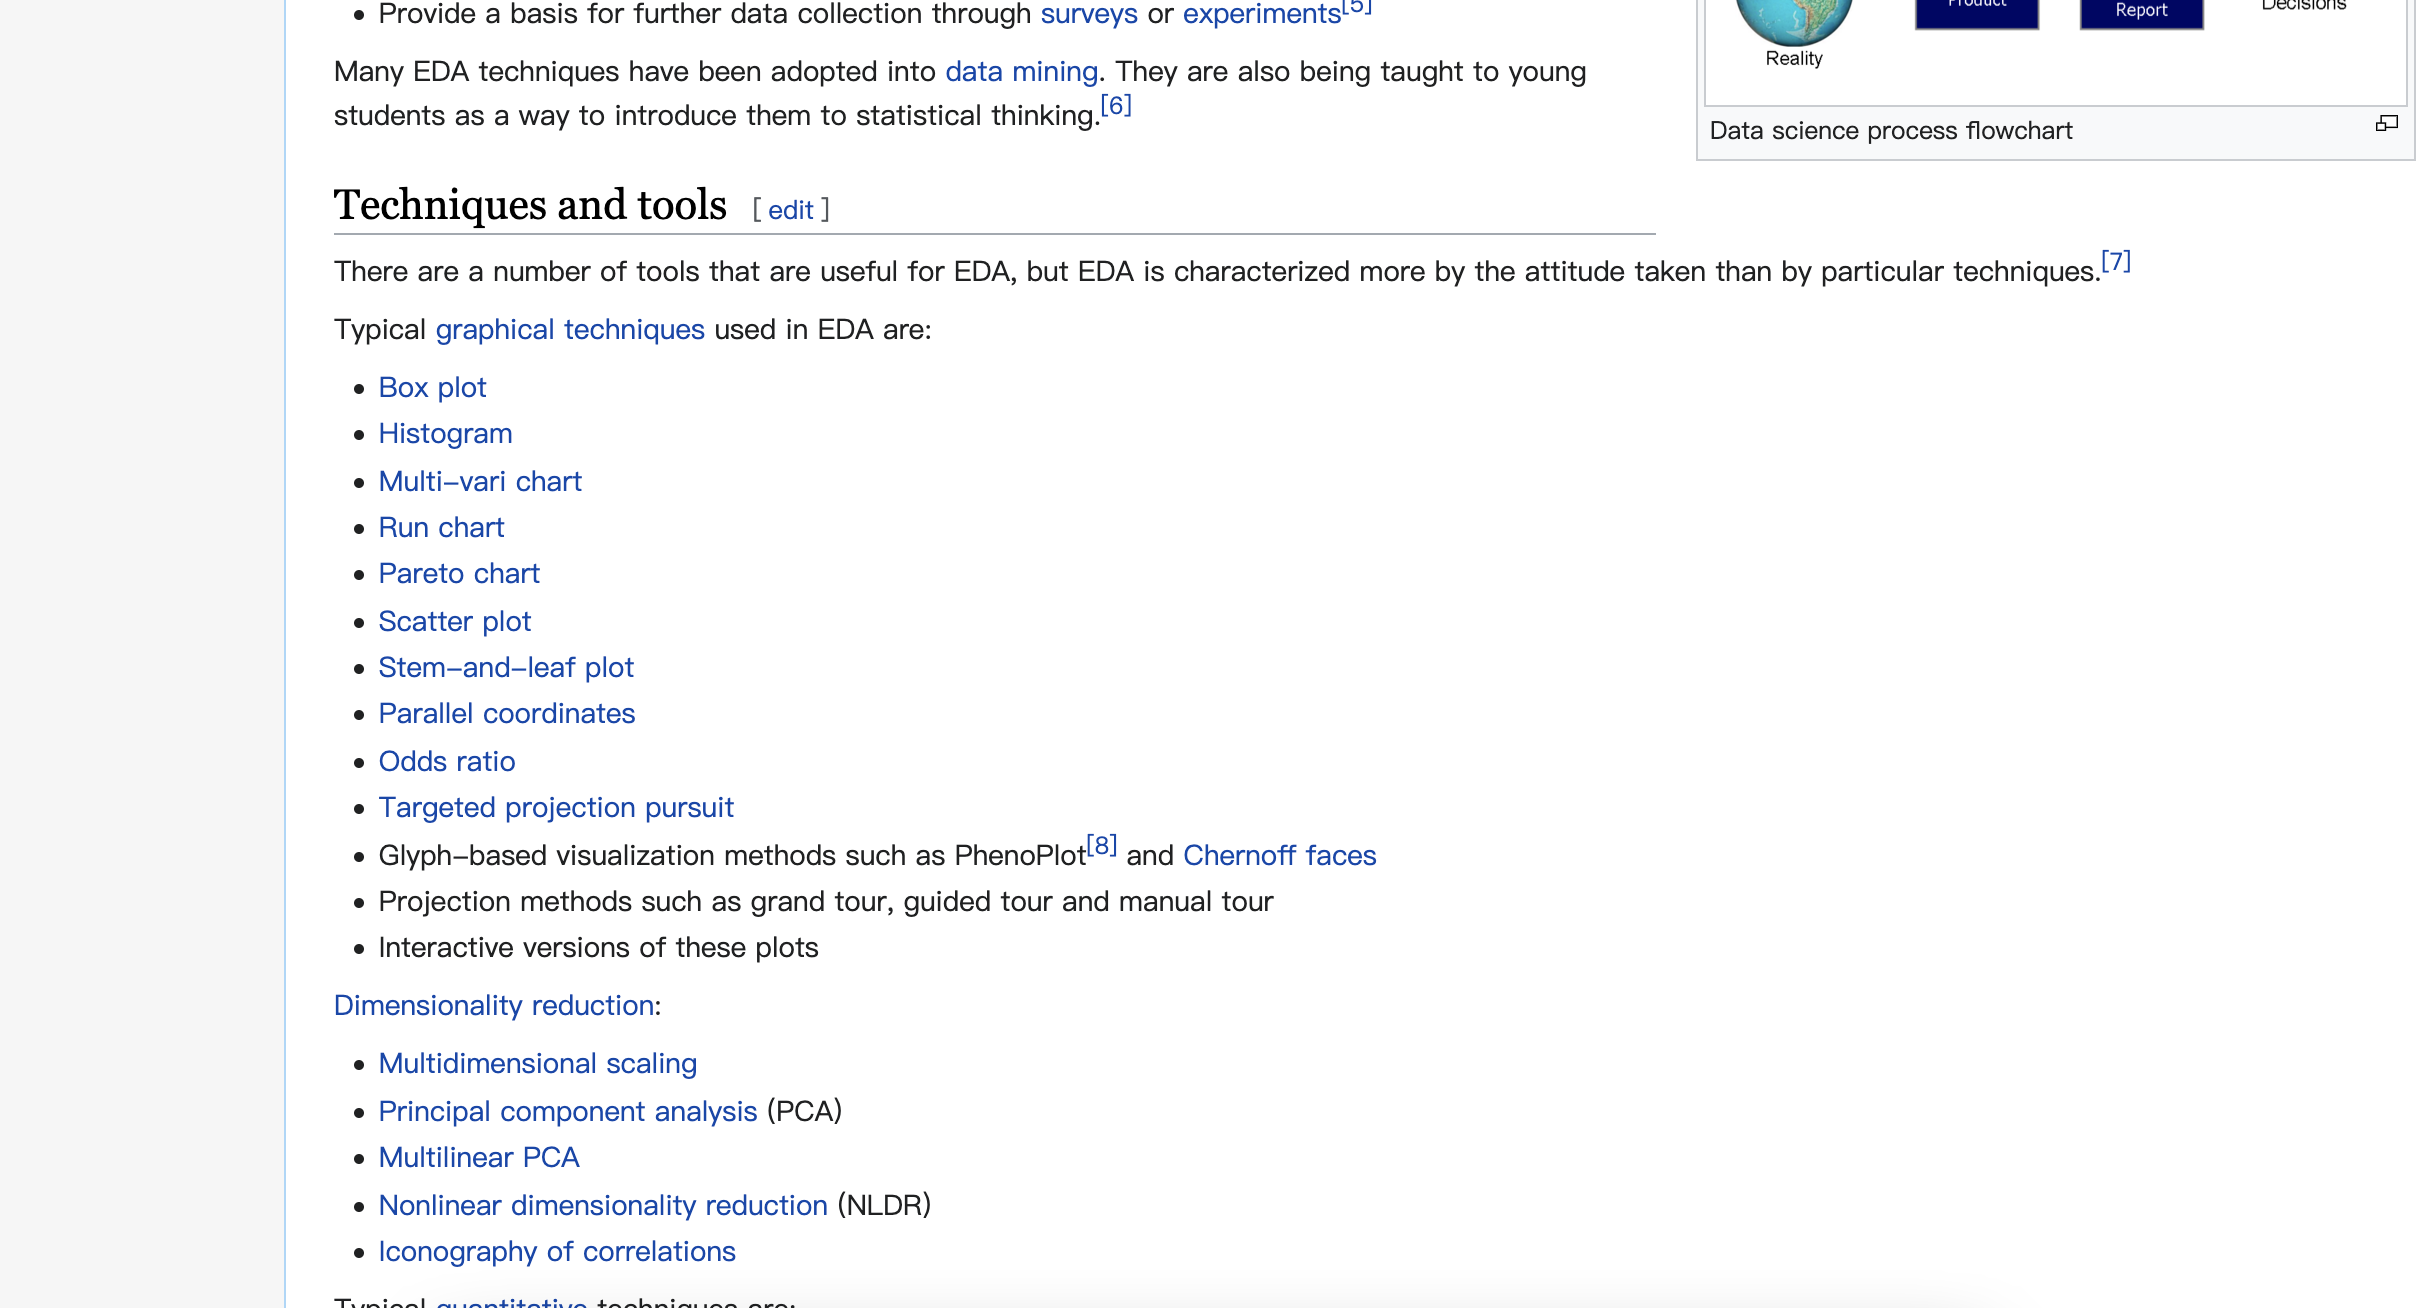 Provide a basis for further data collection through surveys or experiments[5]
Many EDA techniques have been adopted into data mining. They are also being taught to young
students as a way to introduce them to statistical thinking.[6]
Product
Report
Decisions
Reality
Data science process flowchart
Techniques and tools [ edit ]
There are a number of tools that are useful for EDA, but EDA is characterized more by the attitude taken than by particular techniques.[7]
Typical graphical techniques used in EDA are:
• Box plot
• Histogram
• Multi-vari chart
• Run chart
• Pareto chart
• Scatter plot
• Stem-and-leaf plot
• Parallel coordinates
• Odds ratio
• Targeted projection pursuit
• Glyph-based visualization methods such as PhenoPlot[8] and Chernoff faces
• Projection methods such as grand tour, guided tour and manual tour
• Interactive versions of these plots
Dimensionality reduction:
• Multidimensional scaling
• Principal component analysis (PCA)
• Multilinear PCA
• Nonlinear dimensionality reduction (NLDR)
• Iconography of correlations
Typical quantitative techniques are: